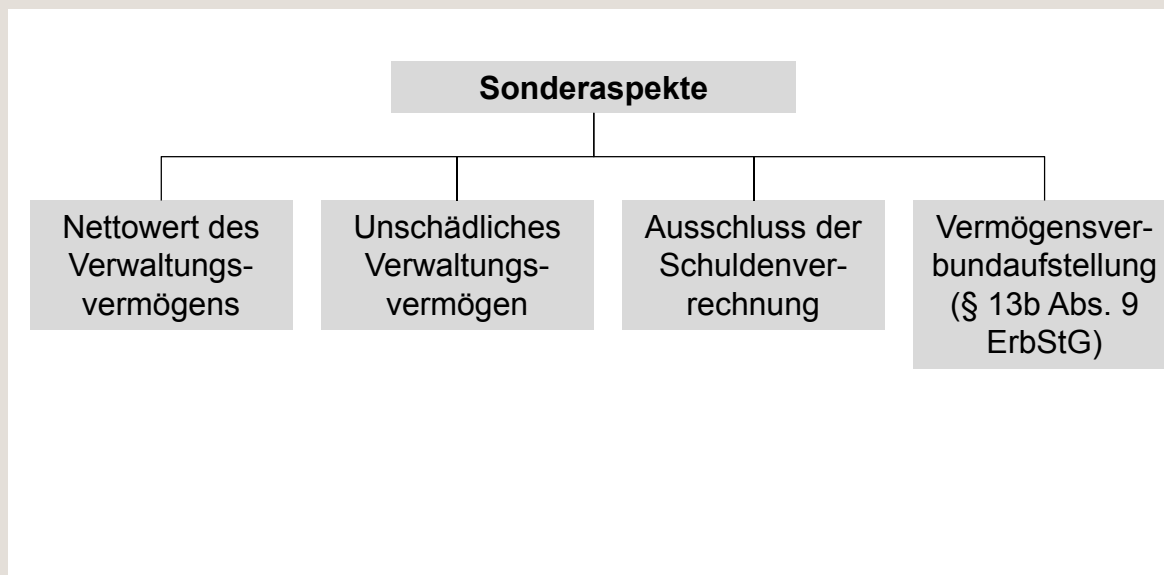 Sonderaspekte
Nettowert des
Verwaltungs-
vermögens
Unschädliches
Verwaltungs-
vermögen
Ausschluss der
Schuldenver-
rechnung
Vermögensver-
bundaufstellung
(§ 13b Abs. 9
ErbStG)